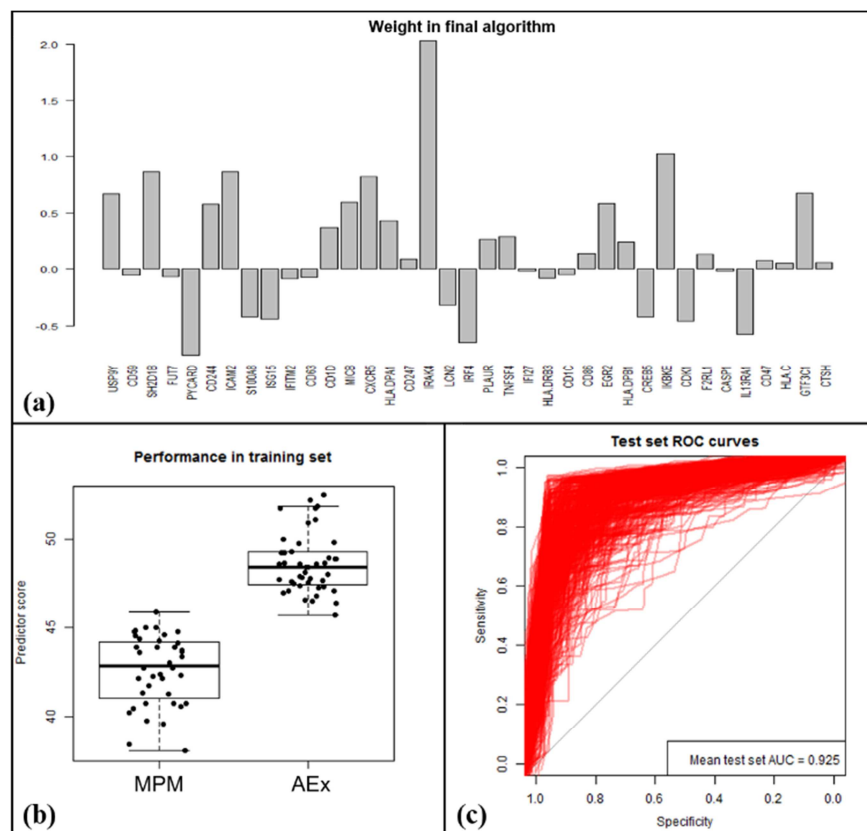 Weight in final algorithm
2.0
1.5
1.0
0.5
0.0
-0.5
USP9Y CD59 SH2D1B FUT7 PYCARD CD244 ICAM2 S100A8 ISG15 IFITM2 CD63 CD1D MICB CXCR5 HLA.DPA1 CD247 IRAK4 LCN2 IRF4 PLAUR TNFSF4 IFI27 HLA.DRB3 CD1C CD86 EGR2 HLA.DPB1 CREB5 IKBKE CDK1 F2RL1 CASP1 IL13RA1 CD47 HLA.C GTF3C1 CTSH
(a)
Performance in training set
Predictor score
50
45
40
MPM AEx
(b)
Test set ROC curves
Sensitivity
1.0
0.8
0.6
0.4
0.2
0.0
Mean test set AUC = 0.925
1.0 0.8 0.6 0.4 0.2 0.0
Specificity
(c)